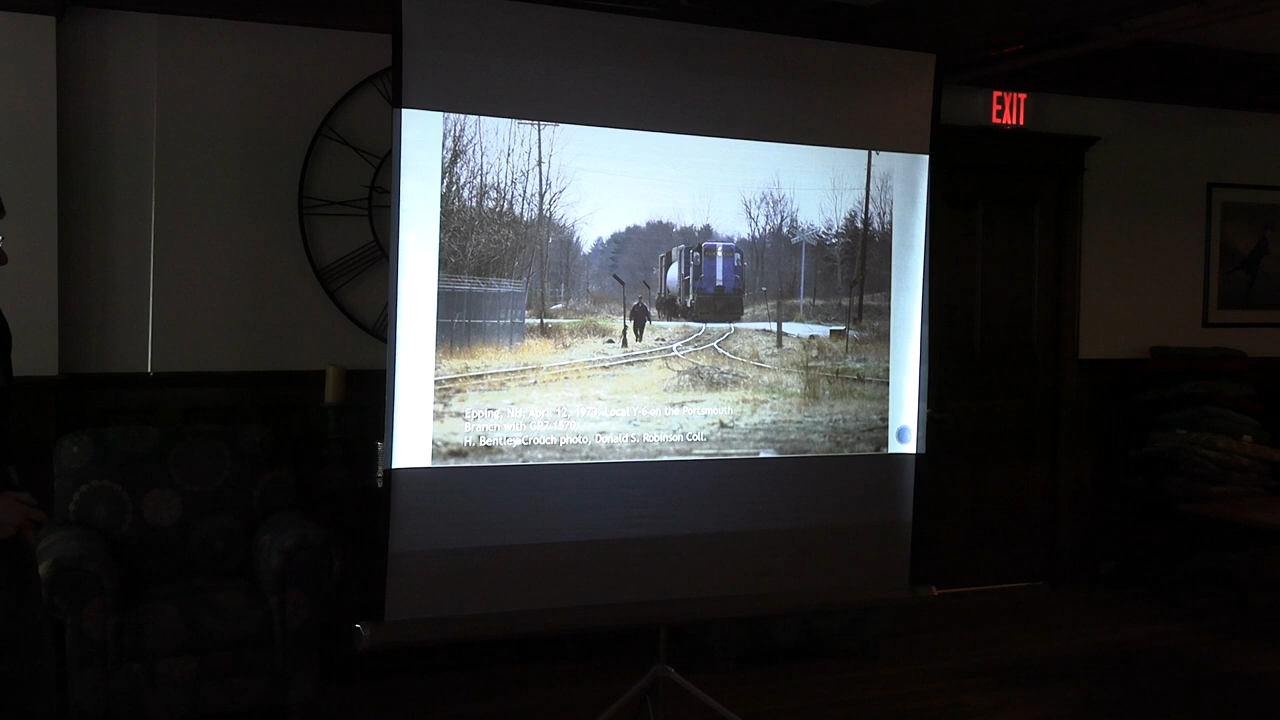 EXIT
Epping, NH, April 12, 1973, Local Y-6 on the Portsmouth
Branch with GP7 1570.
H. Bentley Crouch photo, Donald S. Robinson Coll.